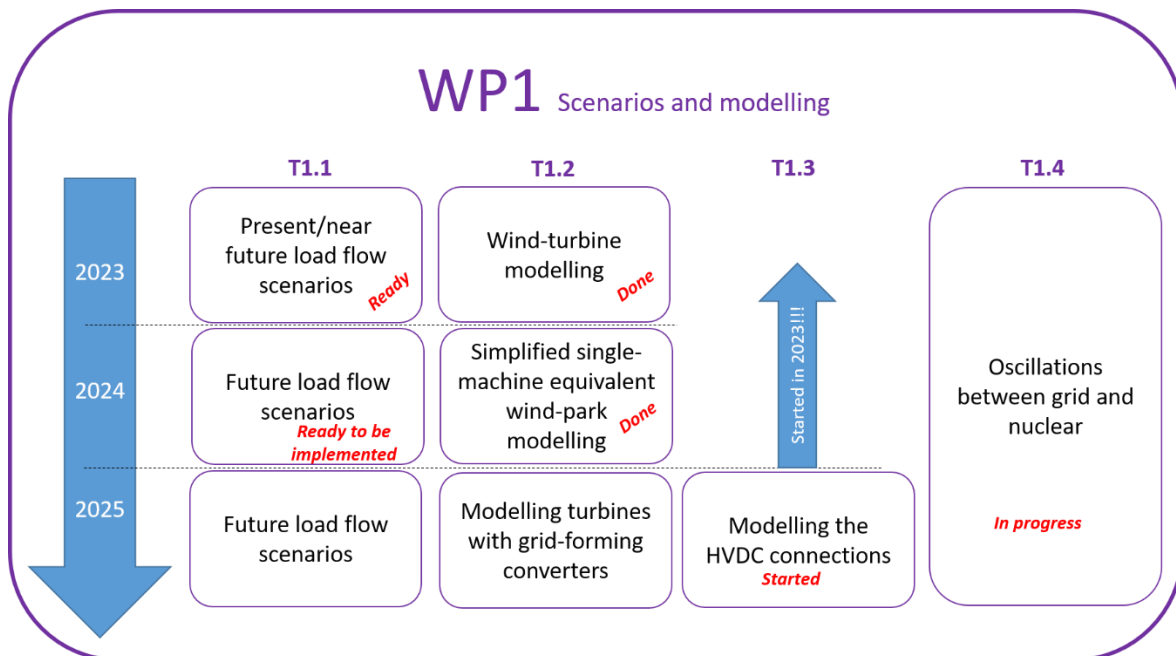 WP1 Scenarios and modelling
T1.1
T1.2
T1.3
T1.4
2023
Present/near
future load flow
scenarios
Ready
Wind-turbine
modelling
Done
2024
Future load flow
scenarios
Ready to be
implemented
Simplified single-
machine equivalent
wind-park
modelling
Done
Started in 2023!!!
2025
Future load flow
scenarios
Modelling turbines
with grid-forming
converters
Modelling the
HVDC connections
Started
Oscillations
between grid and
nuclear
In progress